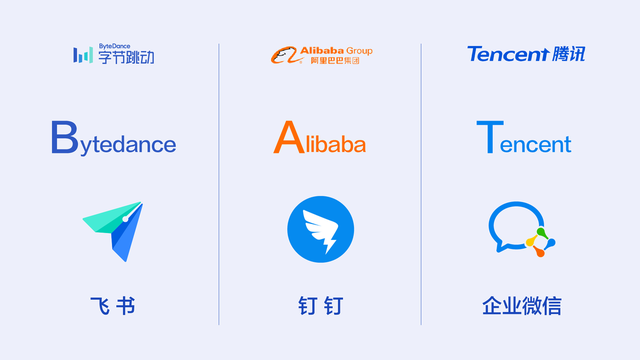 ByteDance
字节跳动
Bytedance
飞书
Alibaba Group
阿里巴巴集团
Alibaba
钉钉
Tencent 腾讯
Tencent
企业微信